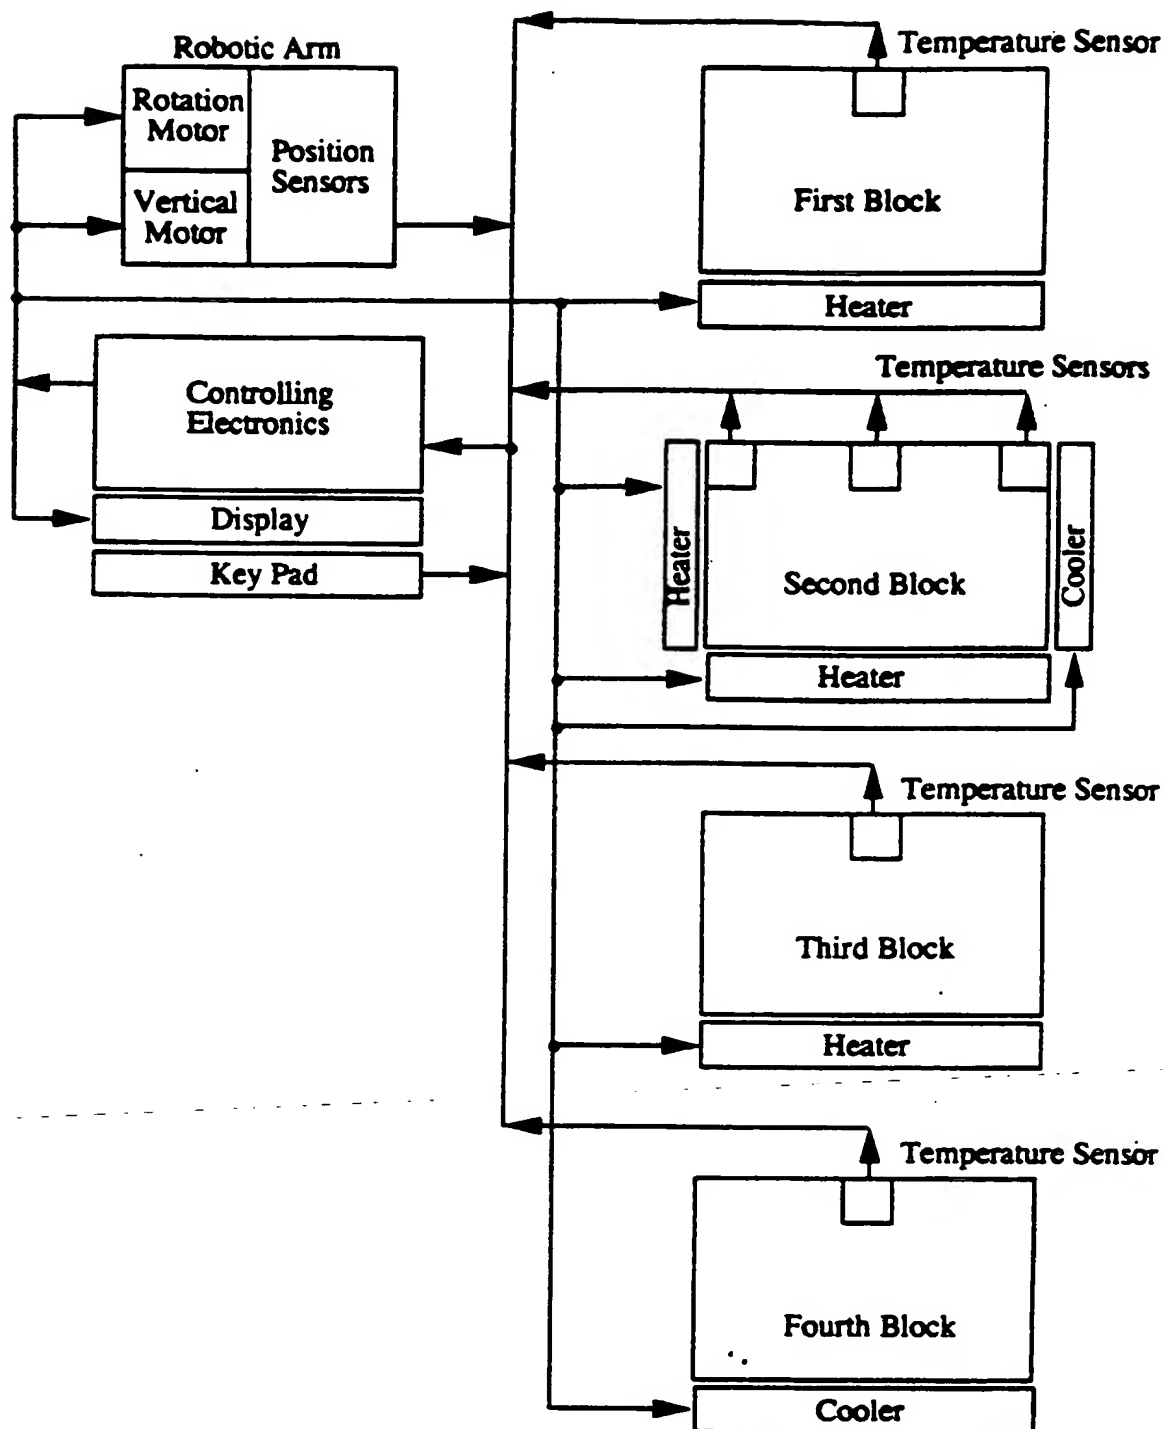 Robotic Arm
Rotation
Motor
Position
Sensors
Vertical
Motor
Controlling
Electronics
Display
Key Pad
Temperature Sensor
First Block
Heater
Temperature Sensors
Heater
Second Block
Cooler
Heater
Temperature Sensor
Third Block
Heater
Temperature Sensor
Fourth Block
Cooler